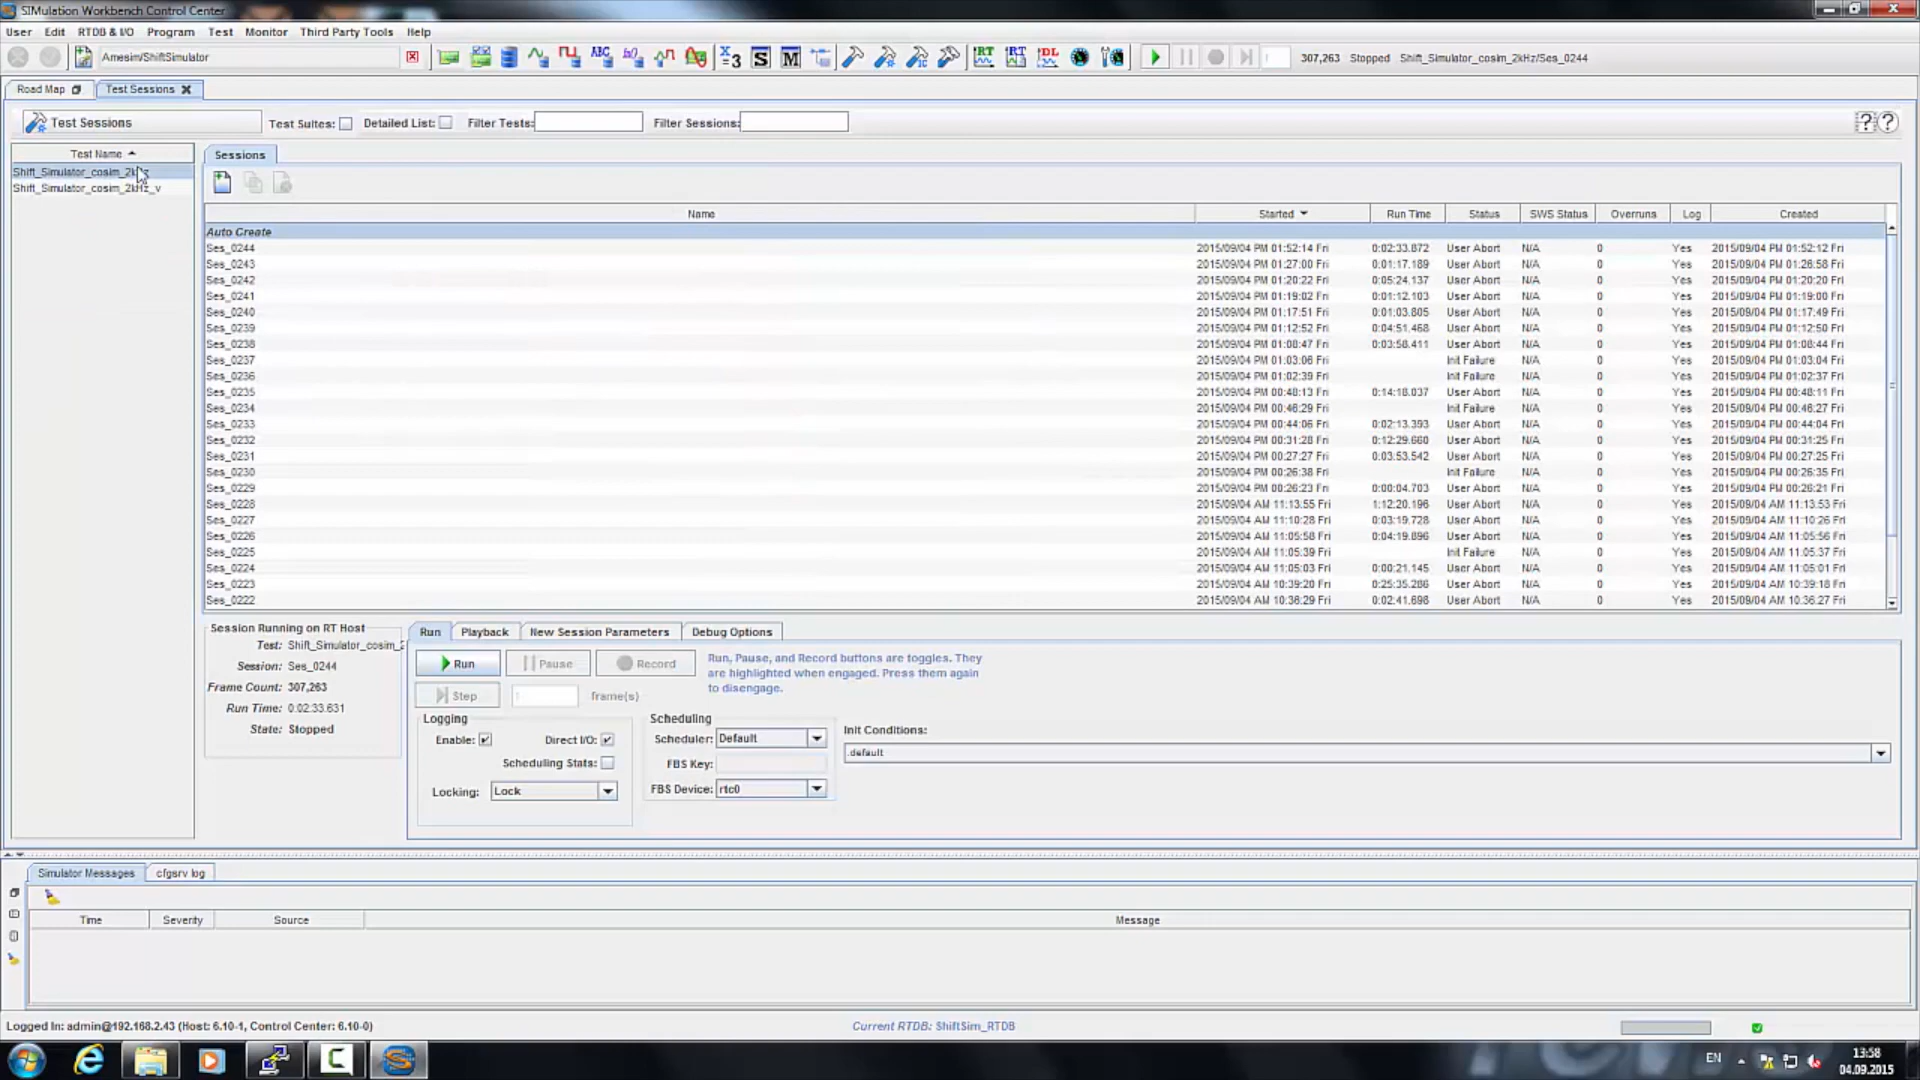 SIMulation Workbench Control Center
User Edit RTDB & I/O Program Test Monitor Third Party Tools Help
Amesim/ShiftSimulator 307,263 Stopped Shift_Simulator_cosim_2kHz/Ses_0244
Road Map Test Sessions
Test Sessions Test Suites: Detailed List: Filter Tests: Filter Sessions:
Test Name Sessions
Shift_Simulator_cosim_2kHz
Shift_Simulator_cosim_2kHz_v
Name Started Run Time Status SWS Status Overruns Log Created
Auto Create
Ses_0244 2015/09/04 PM 01:52:14 Fri 0:02:33.872 User Abort N/A 0 Yes 2015/09/04 PM 01:52:12 Fri
Ses_0243 2015/09/04 PM 01:27:00 Fri 0:01:17.189 User Abort N/A 0 Yes 2015/09/04 PM 01:26:58 Fri
Ses_0242 2015/09/04 PM 01:20:22 Fri 0:05:24.137 User Abort N/A 0 Yes 2015/09/04 PM 01:20:20 Fri
Ses_0241 2015/09/04 PM 01:19:02 Fri 0:01:12.103 User Abort N/A 0 Yes 2015/09/04 PM 01:19:00 Fri
Ses_0240 2015/09/04 PM 01:17:51 Fri 0:01:03.805 User Abort N/A 0 Yes 2015/09/04 PM 01:17:49 Fri
Ses_0239 2015/09/04 PM 01:12:52 Fri 0:04:51.468 User Abort N/A 0 Yes 2015/09/04 PM 01:12:50 Fri
Ses_0238 2015/09/04 PM 01:08:47 Fri 0:03:58.411 User Abort N/A 0 Yes 2015/09/04 PM 01:08:44 Fri
Ses_0237 2015/09/04 PM 01:03:06 Fri Init Failure N/A 0 Yes 2015/09/04 PM 01:03:04 Fri
Ses_0236 2015/09/04 PM 01:02:39 Fri Init Failure N/A 0 Yes 2015/09/04 PM 01:02:37 Fri
Ses_0235 2015/09/04 PM 00:48:13 Fri 0:14:18.037 User Abort N/A 0 Yes 2015/09/04 PM 00:48:11 Fri
Ses_0234 2015/09/04 PM 00:46:29 Fri Init Failure N/A 0 Yes 2015/09/04 PM 00:46:27 Fri
Ses_0233 2015/09/04 PM 00:44:06 Fri 0:02:13.393 User Abort N/A 0 Yes 2015/09/04 PM 00:44:04 Fri
Ses_0232 2015/09/04 PM 00:31:28 Fri 0:12:29.660 User Abort N/A 0 Yes 2015/09/04 PM 00:31:25 Fri
Ses_0231 2015/09/04 PM 00:27:27 Fri 0:03:53.542 User Abort N/A 0 Yes 2015/09/04 PM 00:27:25 Fri
Ses_0230 2015/09/04 PM 00:26:38 Fri Init Failure N/A 0 Yes 2015/09/04 PM 00:26:35 Fri
Ses_0229 2015/09/04 PM 00:26:23 Fri 0:00:04.703 User Abort N/A 0 Yes 2015/09/04 PM 00:26:21 Fri
Ses_0228 2015/09/04 AM 11:13:55 Fri 1:12:20.196 User Abort N/A 0 Yes 2015/09/04 AM 11:13:53 Fri
Ses_0227 2015/09/04 AM 11:10:28 Fri 0:03:19.728 User Abort N/A 0 Yes 2015/09/04 AM 11:10:26 Fri
Ses_0226 2015/09/04 AM 11:05:58 Fri 0:04:19.896 User Abort N/A 0 Yes 2015/09/04 AM 11:05:56 Fri
Ses_0225 2015/09/04 AM 11:05:39 Fri Init Failure N/A 0 Yes 2015/09/04 AM 11:05:37 Fri
Ses_0224 2015/09/04 AM 11:05:03 Fri 0:00:21.145 User Abort N/A 0 Yes 2015/09/04 AM 11:05:01 Fri
Ses_0223 2015/09/04 AM 10:39:20 Fri 0:25:35.286 User Abort N/A 0 Yes 2015/09/04 AM 10:39:18 Fri
Ses_0222 2015/09/04 AM 10:36:29 Fri 0:02:41.698 User Abort N/A 0 Yes 2015/09/04 AM 10:36:27 Fri
Session Running on RT Host
Test: Shift_Simulator_cosim_2
Session: Ses_0244
Frame Count: 307,263
Run Time: 0:02:33.631
State: Stopped
Run Playback New Session Parameters Debug Options
Run Pause Record
Run, Pause, and Record buttons are toggles. They
are highlighted when engaged. Press them again
to disengage.
Step 1 frame(s)
Logging
Enable: Direct I/O:
Scheduling Stats:
Locking: Lock
Scheduling
Scheduler: Default
FBS Key:
FBS Device: rtc0
Init Conditions:
.default
Simulator Messages cfgsrv log
Time Severity Source Message
Logged In: admin@192.168.2.43 (Host: 6.10-1, Control Center: 6.10-0) Current RTDB: ShiftSim_RTDB
EN 13:58
04.09.2015